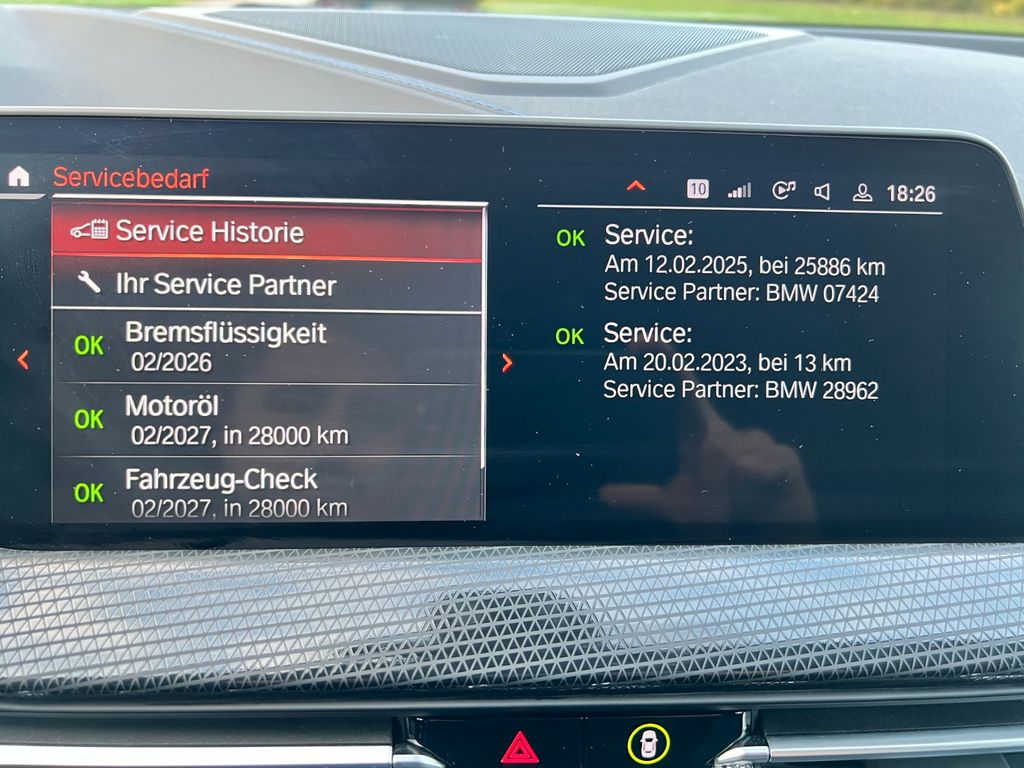 Servicebedarf
10
18:26
Service Historie
Ihr Service Partner
OK Bremsflüssigkeit
02/2026
OK Motoröl
02/2027, in 28000 km
OK Fahrzeug-Check
02/2027, in 28000 km
OK Service:
Am 12.02.2025, bei 25886 km
Service Partner: BMW 07424
OK Service:
Am 20.02.2023, bei 13 km
Service Partner: BMW 28962